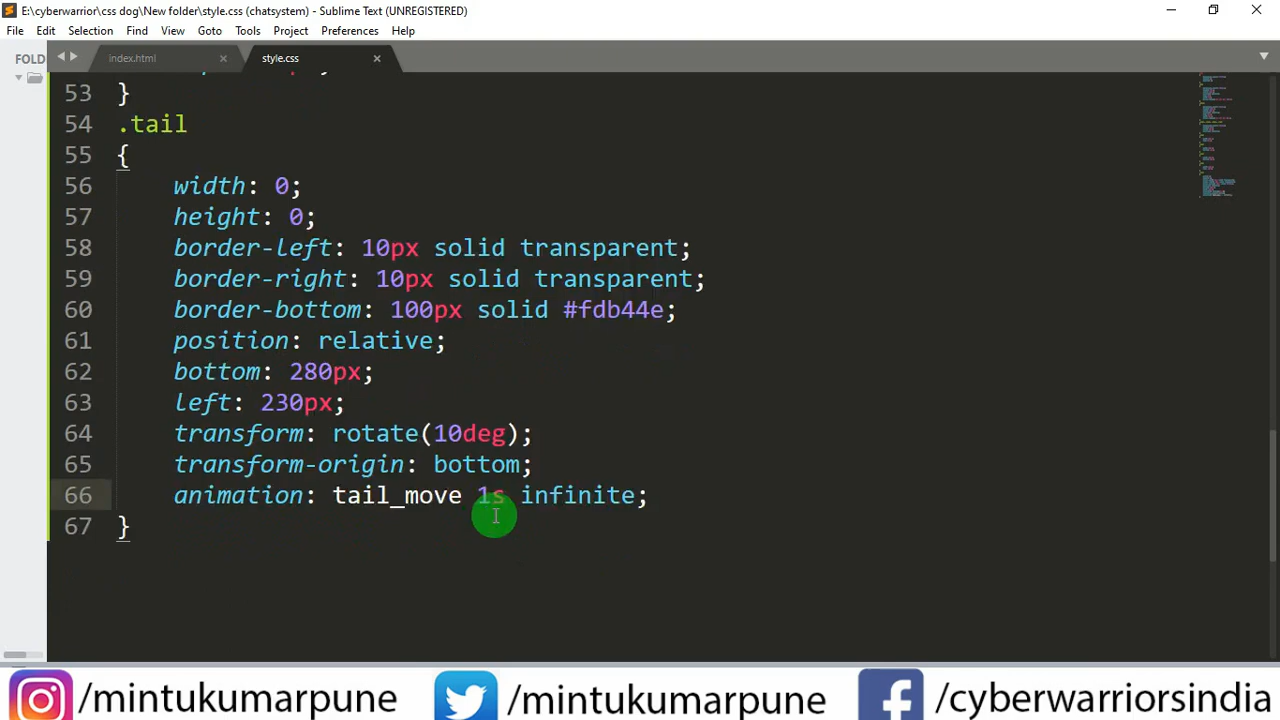 E:\cyberwarrior\css dog\New folder\style.css (chatsystem) - Sublime Text (UNREGISTERED)
File Edit Selection Find View Goto Tools Project Preferences Help
FOLD
index.html
style.css
53 }
54 .tail
55 {
56 width: 0;
57 height: 0;
58 border-left: 10px solid transparent;
59 border-right: 10px solid transparent;
60 border-bottom: 100px solid #fdb44e;
61 position: relative;
62 bottom: 280px;
63 left: 230px;
64 transform: rotate(10deg);
65 transform-origin: bottom;
66 animation: tail_move 1s infinite;
67 }
/mintukumarpune /mintukumarpune /cyberwarriorsindia